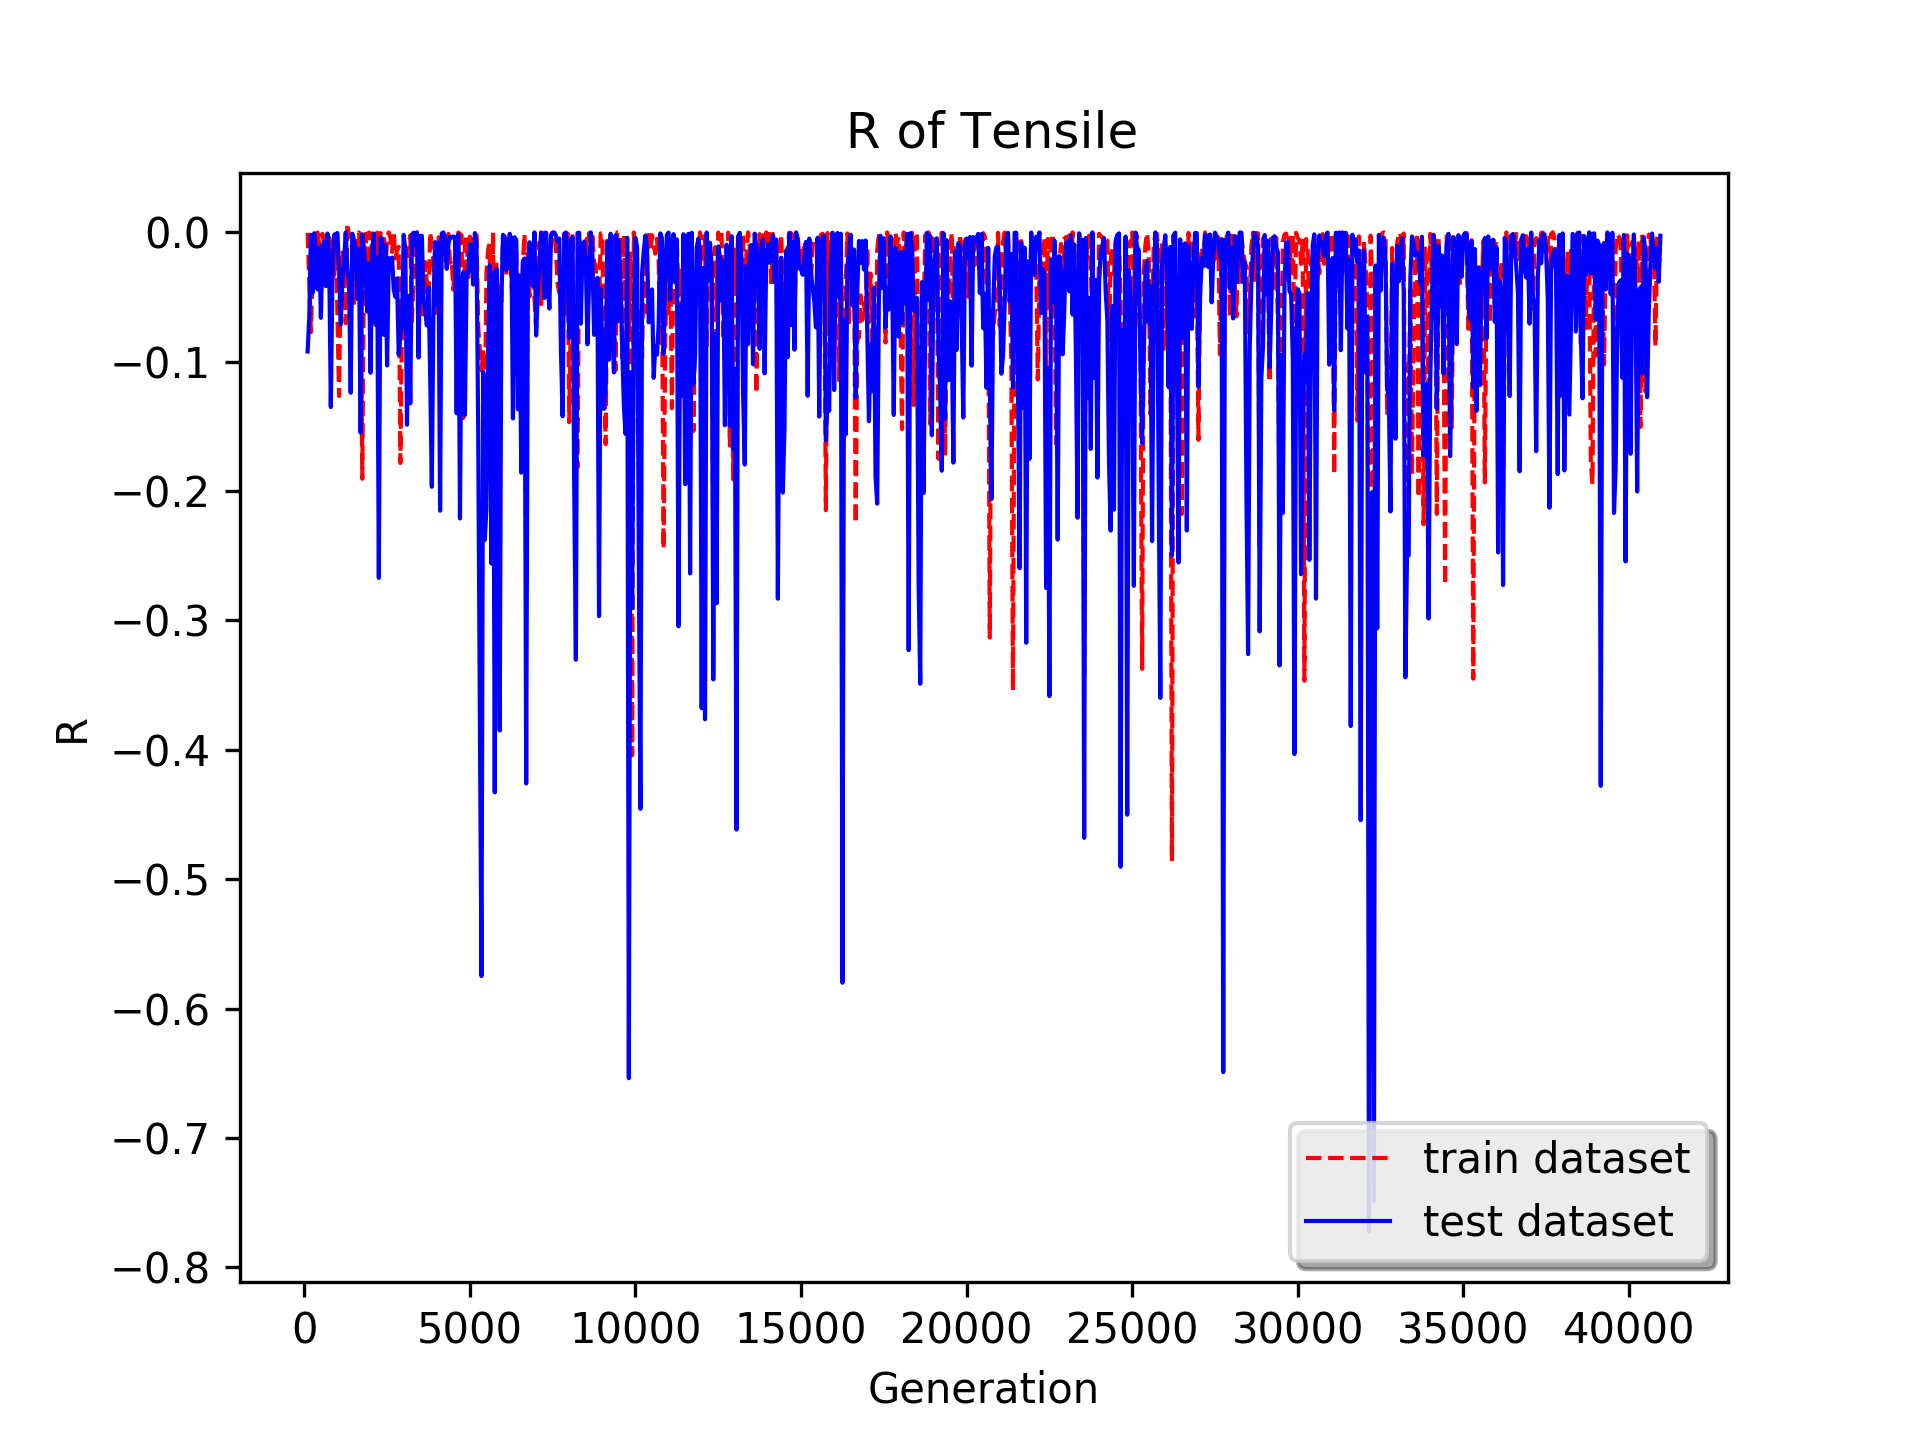 R of Tensile
R
0.0
−0.1
−0.2
−0.3
−0.4
−0.5
−0.6
−0.7
−0.8
train dataset
test dataset
0 5000 10000 15000 20000 25000 30000 35000 40000
Generation